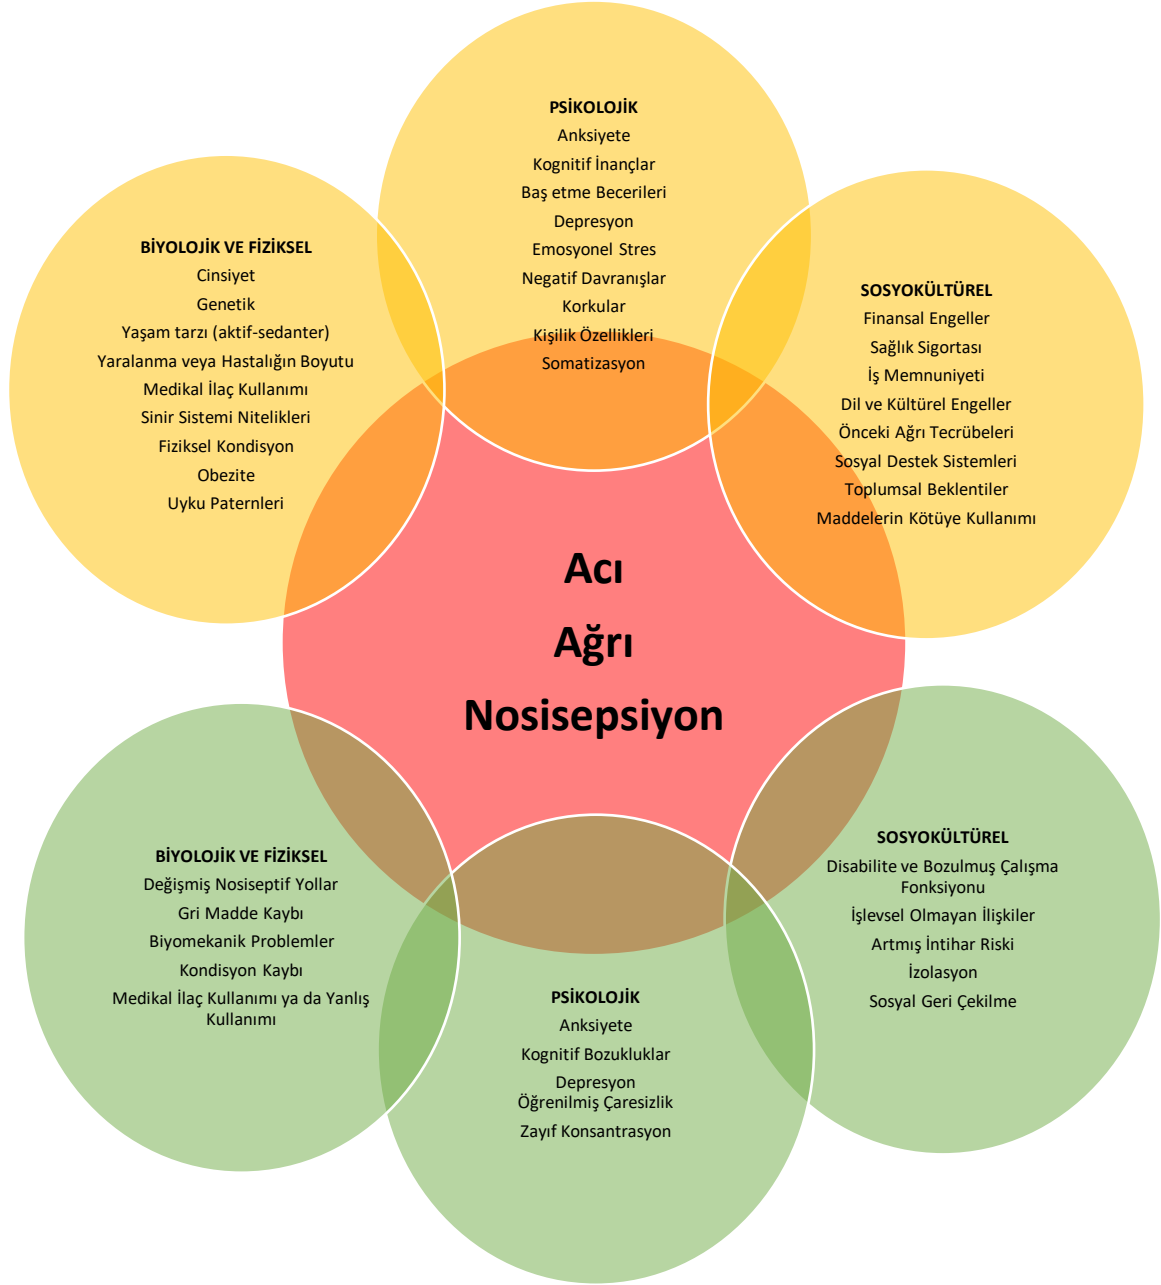 PSİKOLOJİK
Anksiyete
Kognitif İnançlar
Baş etme Becerileri
Depresyon
Emosyonel Stres
Negatif Davranışlar
Korkular
Kişilik Özellikleri
Somatizasyon
BİYOLOJİK VE FİZİKSEL
Cinsiyet
Genetik
Yaşam tarzı (aktif-sedanter)
Yaralanma veya Hastalığın Boyutu
Medikal İlaç Kullanımı
Sinir Sistemi Nitelikleri
Fiziksel Kondisyon
Obezite
Uyku Paternleri
SOSYOKÜLTÜREL
Finansal Engeller
Sağlık Sigortası
İş Memnuniyeti
Dil ve Kültürel Engeller
Önceki Ağrı Tecrübeleri
Sosyal Destek Sistemleri
Toplumsal Beklentiler
Maddelerin Kötüye Kullanımı
Acı
Ağrı
Nosisepsiyon
BİYOLOJİK VE FİZİKSEL
Değişmiş Nosiseptif Yollar
Gri Madde Kaybı
Biyomekanik Problemler
Kondisyon Kaybı
Medikal İlaç Kullanımı ya da Yanlış
Kullanımı
PSİKOLOJİK
Anksiyete
Kognitif Bozukluklar
Depresyon
Öğrenilmiş Çaresizlik
Zayıf Konsantrasyon
SOSYOKÜLTÜREL
Disabilite ve Bozulmuş Çalışma
Fonksiyonu
İşlevsel Olmayan İlişkiler
Artmış İntihar Riski
İzolasyon
Sosyal Geri Çekilme